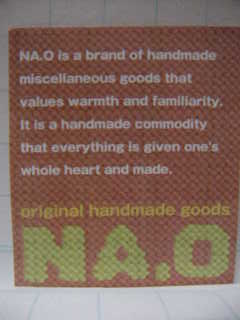 NA.O is a brand of handmade
miscellaneous goods that
values warmth and familiarity.
It is a handmade commodity
that everything is given one's
whole heart and made.
original handmade goods
NA.O